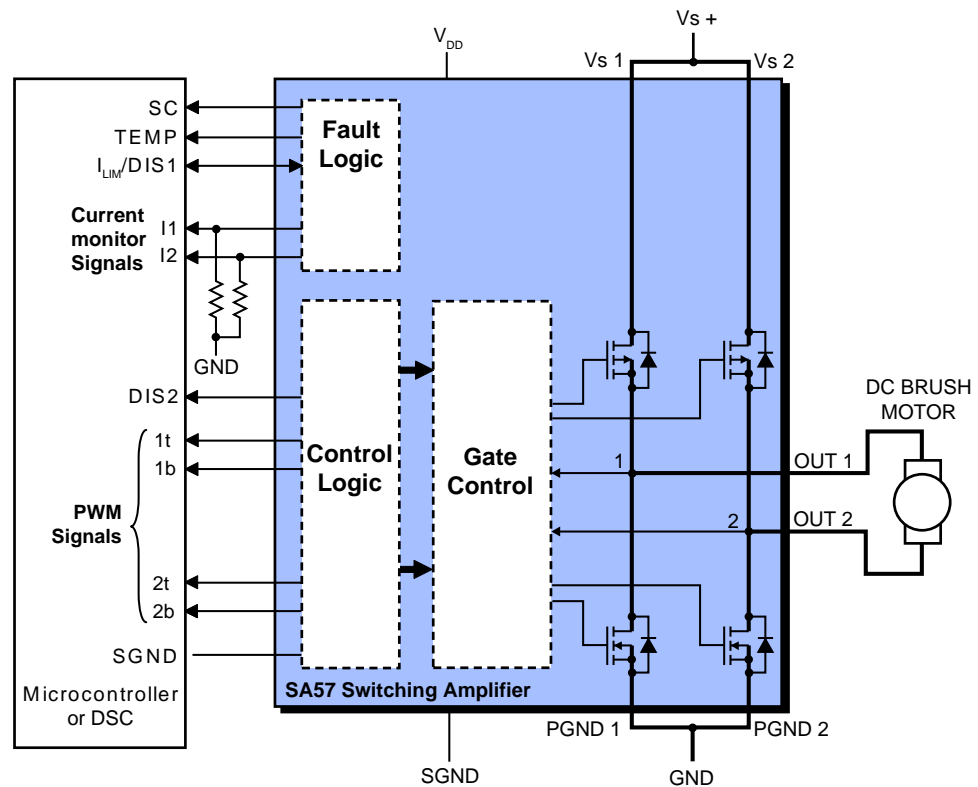 Vs +
V_DD
Vs 1
Vs 2
SC
TEMP
I_LIM/DIS1
Current
monitor
Signals
I1
I2
GND
Fault
Logic
DIS2
1t
1b
PWM
Signals
2t
2b
SGND
Microcontroller
or DSC
Control
Logic
Gate
Control
1
2
OUT 1
OUT 2
DC BRUSH
MOTOR
SA57 Switching Amplifier
PGND 1
PGND 2
SGND
GND